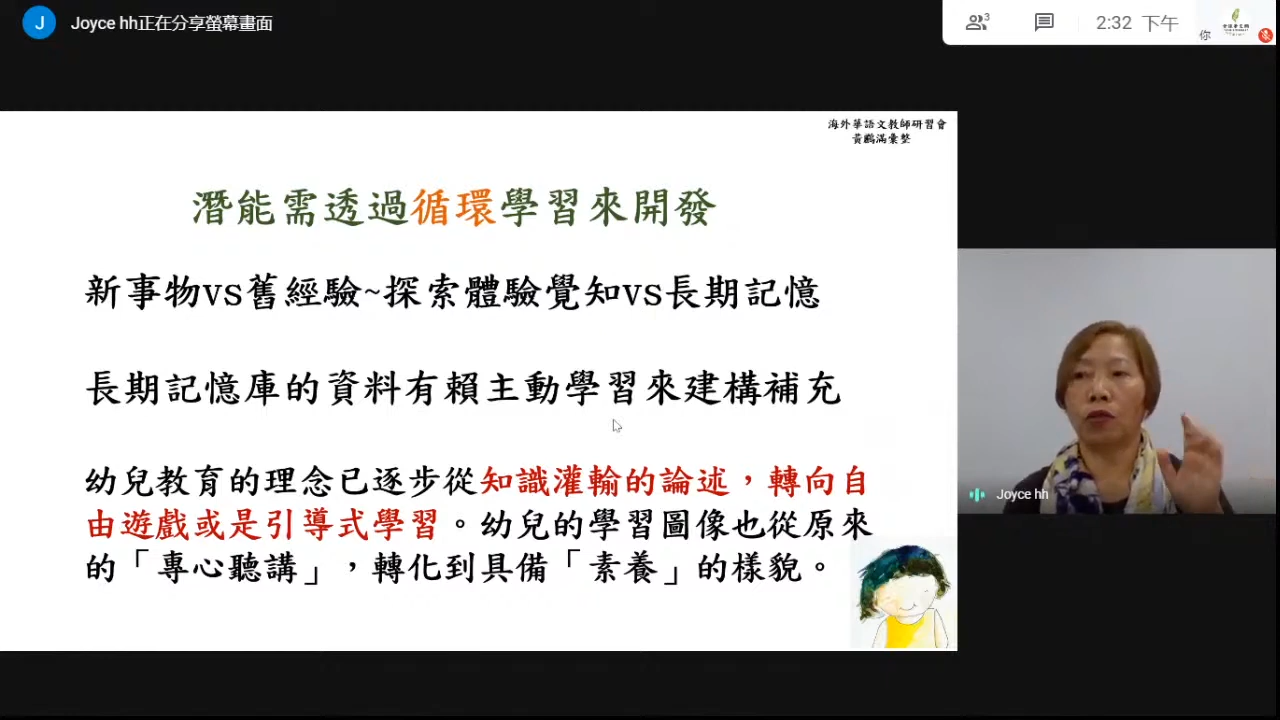 J
Joyce hh正在分享螢幕畫面
3
2:32 下午
你
海外華語文教師研習會
黃鸝滿彙整
潛能需透過循環學習來開發
新事物vs舊經驗~探索體驗覺知vs長期記憶
長期記憶庫的資料有賴主動學習來建構補充
幼兒教育的理念已逐步從知識灌輸的論述，轉向自
由遊戲或是引導式學習。幼兒的學習圖像也從原來
的「專心聽講」，轉化到具備「素養」的樣貌。
Joyce hh